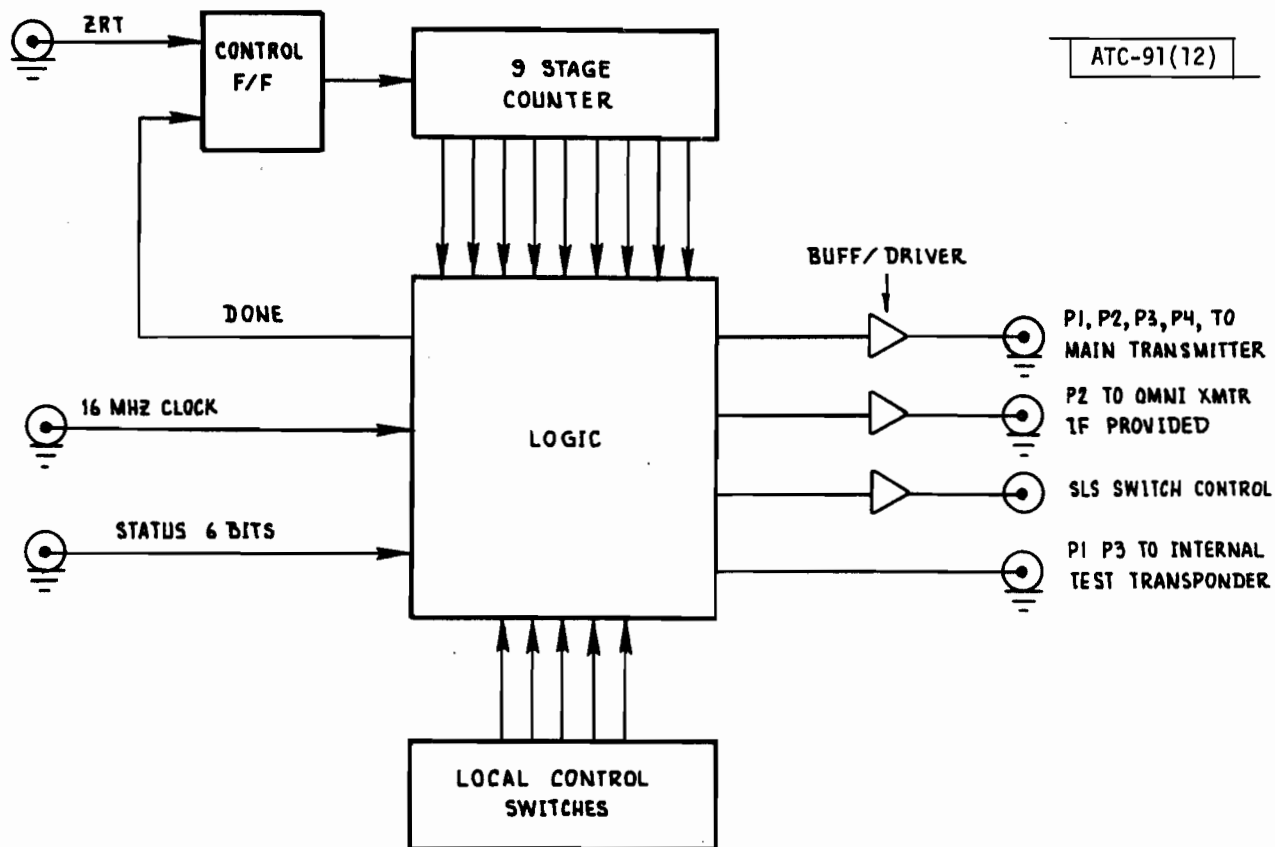 ZRT
CONTROL
F/F
9 STAGE
COUNTER
ATC-91(12)
BUFF/DRIVER
DONE
P1, P2, P3, P4, TO
MAIN TRANSMITTER
16 MHZ CLOCK
LOGIC
P2 TO OMNI XMTR
IF PROVIDED
SLS SWITCH CONTROL
STATUS 6 BITS
P1 P3 TO INTERNAL
TEST TRANSPONDER
LOCAL CONTROL
SWITCHES